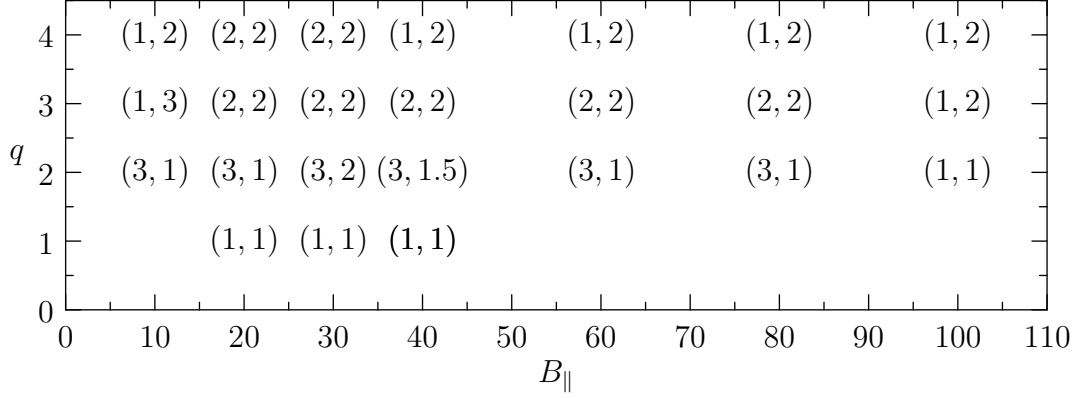 4 (1, 2) (2, 2) (2, 2) (1, 2) (1, 2) (1, 2) (1, 2)
3 (1, 3) (2, 2) (2, 2) (2, 2) (2, 2) (2, 2) (1, 2)
q
2 (3, 1) (3, 1) (3, 2) (3, 1.5) (3, 1) (3, 1) (1, 1)
1 (1, 1) (1, 1) (1, 1)
0
0 10 20 30 40 50 60 70 80 90 100 110
B∥